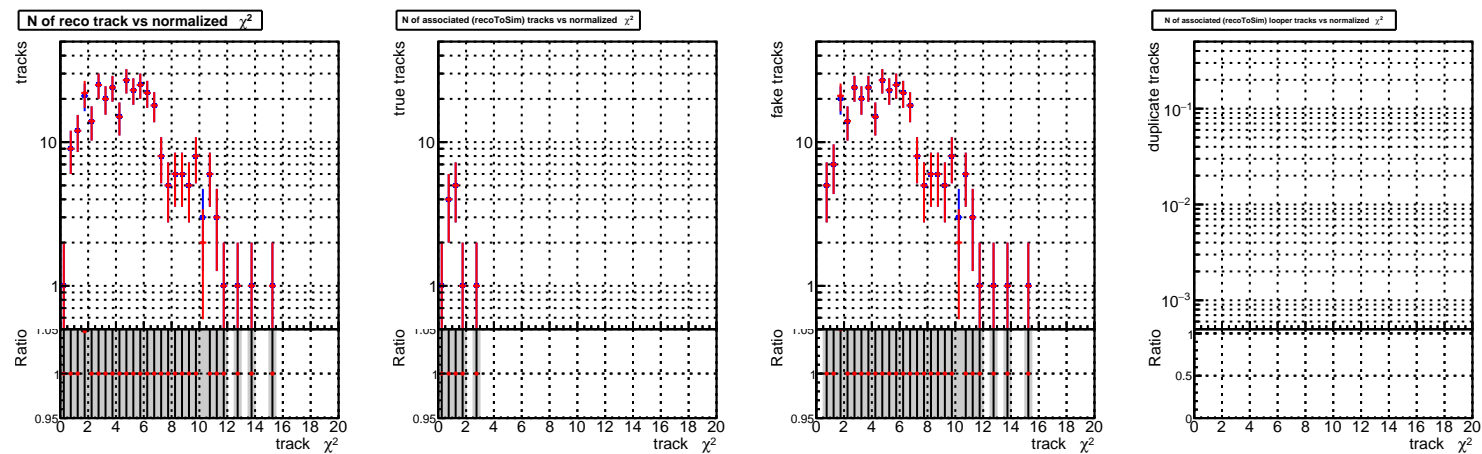 N of reco track vs normalized χ²
tracks
10
1
Ratio
1.05
1
0.95
0 2 4 6 8 10 12 14 16 18 20
track χ²
N of associated (recoToSim) tracks vs normalized χ²
true tracks
10
1
Ratio
1.05
1
0.95
0 2 4 6 8 10 12 14 16 18 20
track χ²
fake tracks
10
1
Ratio
1.05
1
0.95
0 2 4 6 8 10 12 14 16 18 20
track χ²
N of associated (recoToSim) looper tracks vs normalized χ²
duplicate tracks
10⁻¹
10⁻²
10⁻³
Ratio
1
0.5
0
0 2 4 6 8 10 12 14 16 18 20
track χ²